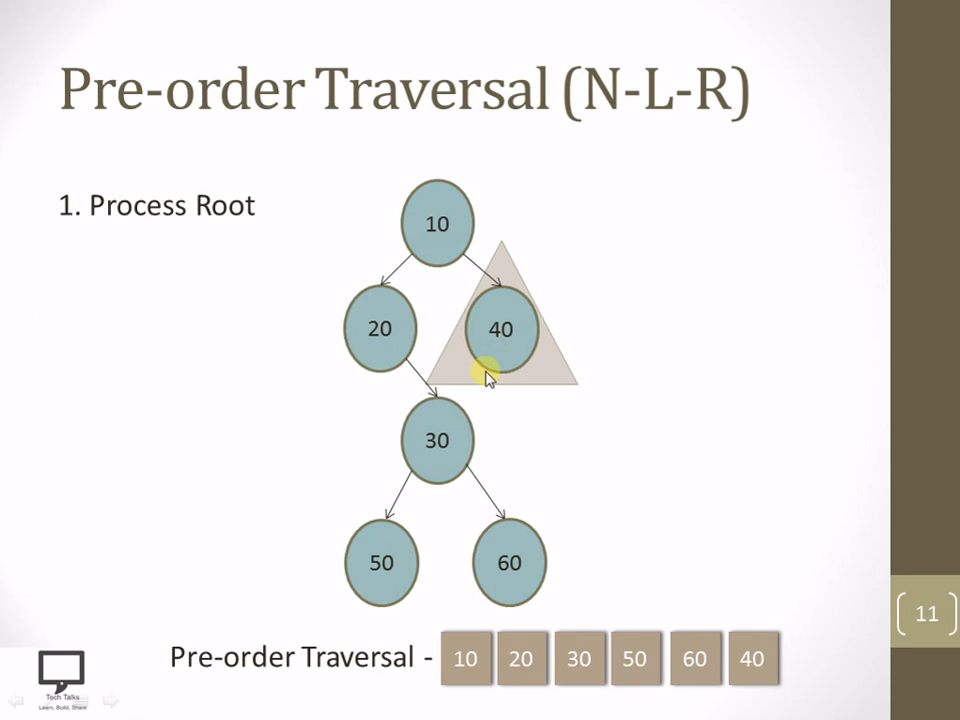 Pre-order Traversal (N-L-R)
1. Process Root
10
20
40
30
50
60
11
Pre-order Traversal - 10 20 30 50 60 40
Tech Talks
Learn, Build, Share